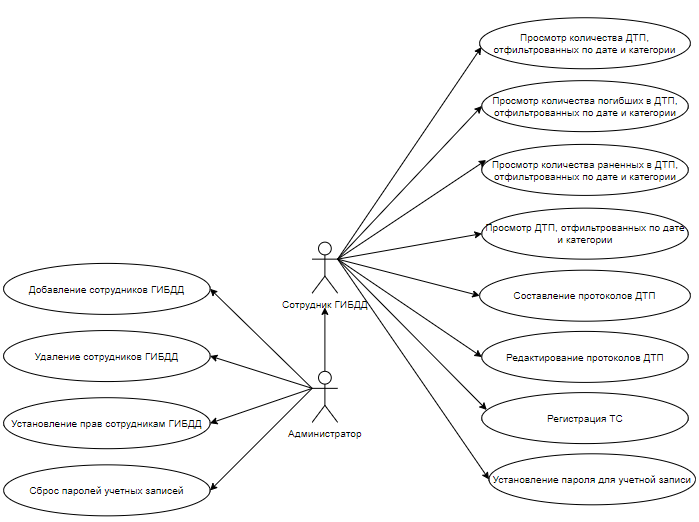 Просмотр количества ДТП,
отфильтрованных по дате и категории
Просмотр количества погибших в ДТП,
отфильтрованных по дате и категории
Просмотр количества раненных в ДТП,
отфильтрованных по дате и категории
Просмотр ДТП, отфильтрованных по дате
и категории
Сотрудник ГИБДД
Составление протоколов ДТП
Редактирование протоколов ДТП
Регистрация ТС
Установление пароля для учетной записи
Добавление сотрудников ГИБДД
Удаление сотрудников ГИБДД
Установление прав сотрудникам ГИБДД
Сброс паролей учетных записей
Администратор